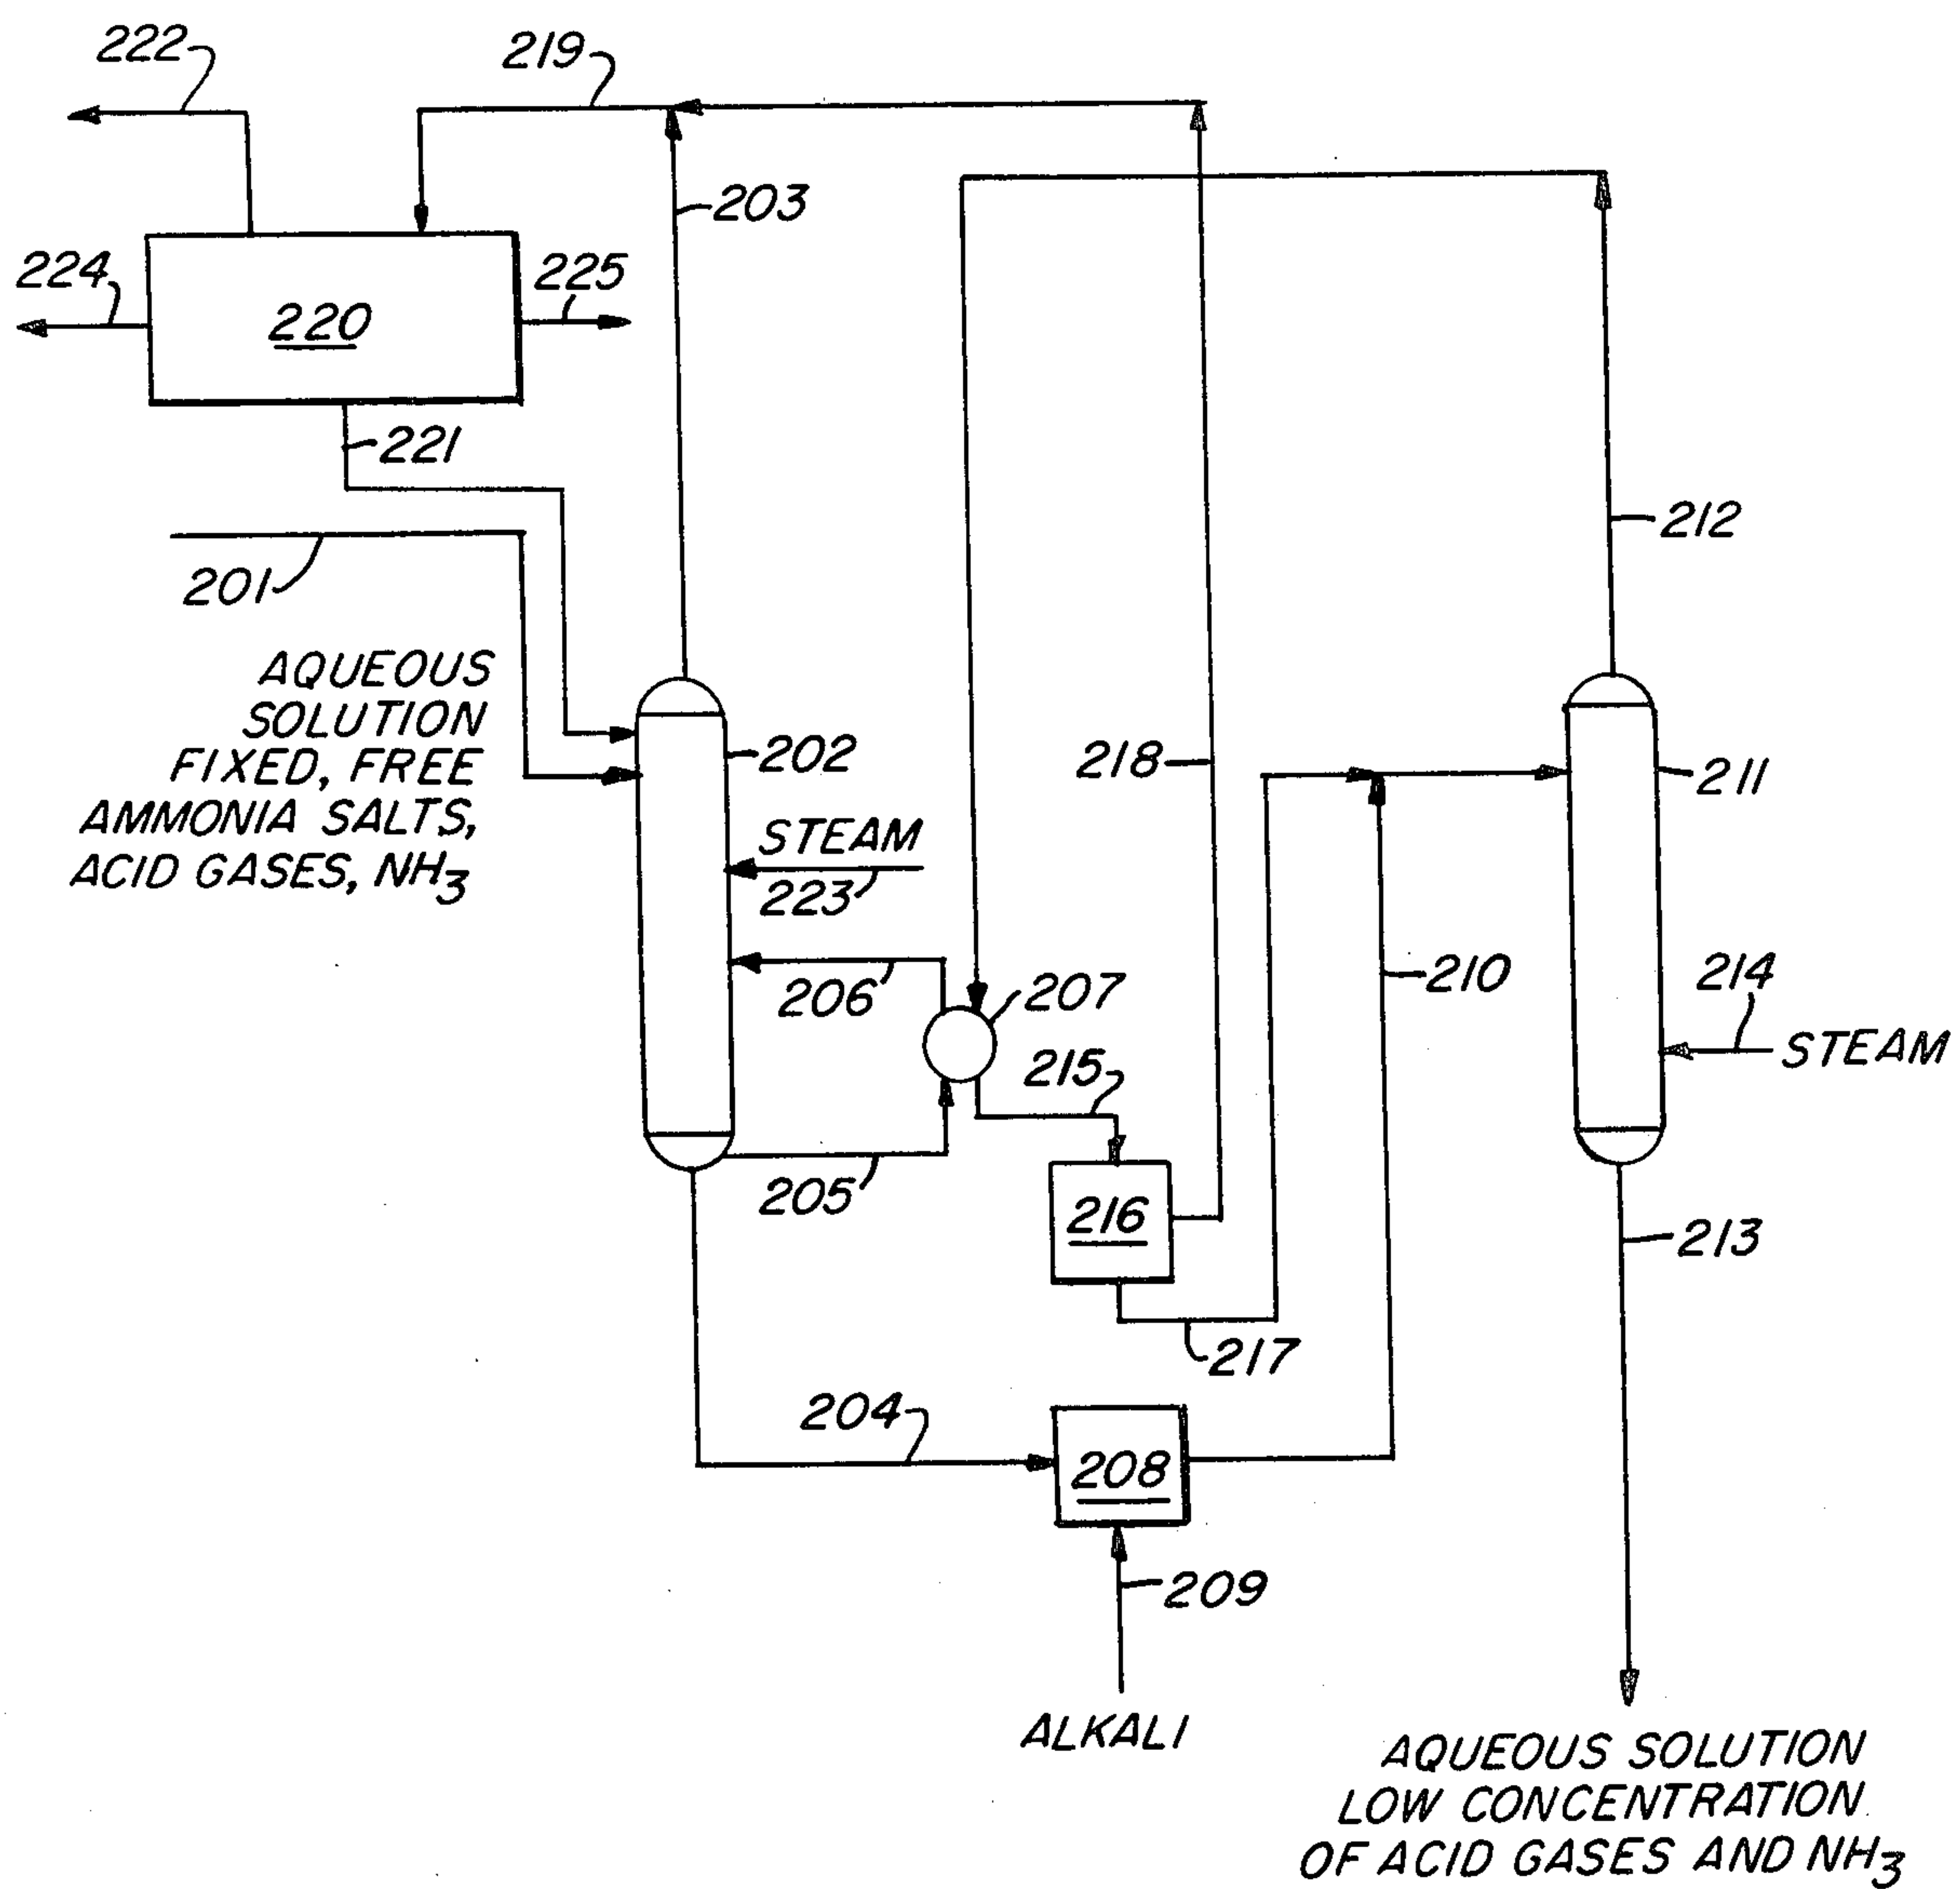 222
219
203
224
220
225
221
212
201
AQUEOUS
SOLUTION
FIXED, FREE
AMMONIA SALTS,
ACID GASES, NH3
202
218
211
STEAM
223
206
207
210
214
STEAM
215
205
216
213
217
204
208
209
ALKALI
AQUEOUS SOLUTION
LOW CONCENTRATION
OF ACID GASES AND NH3